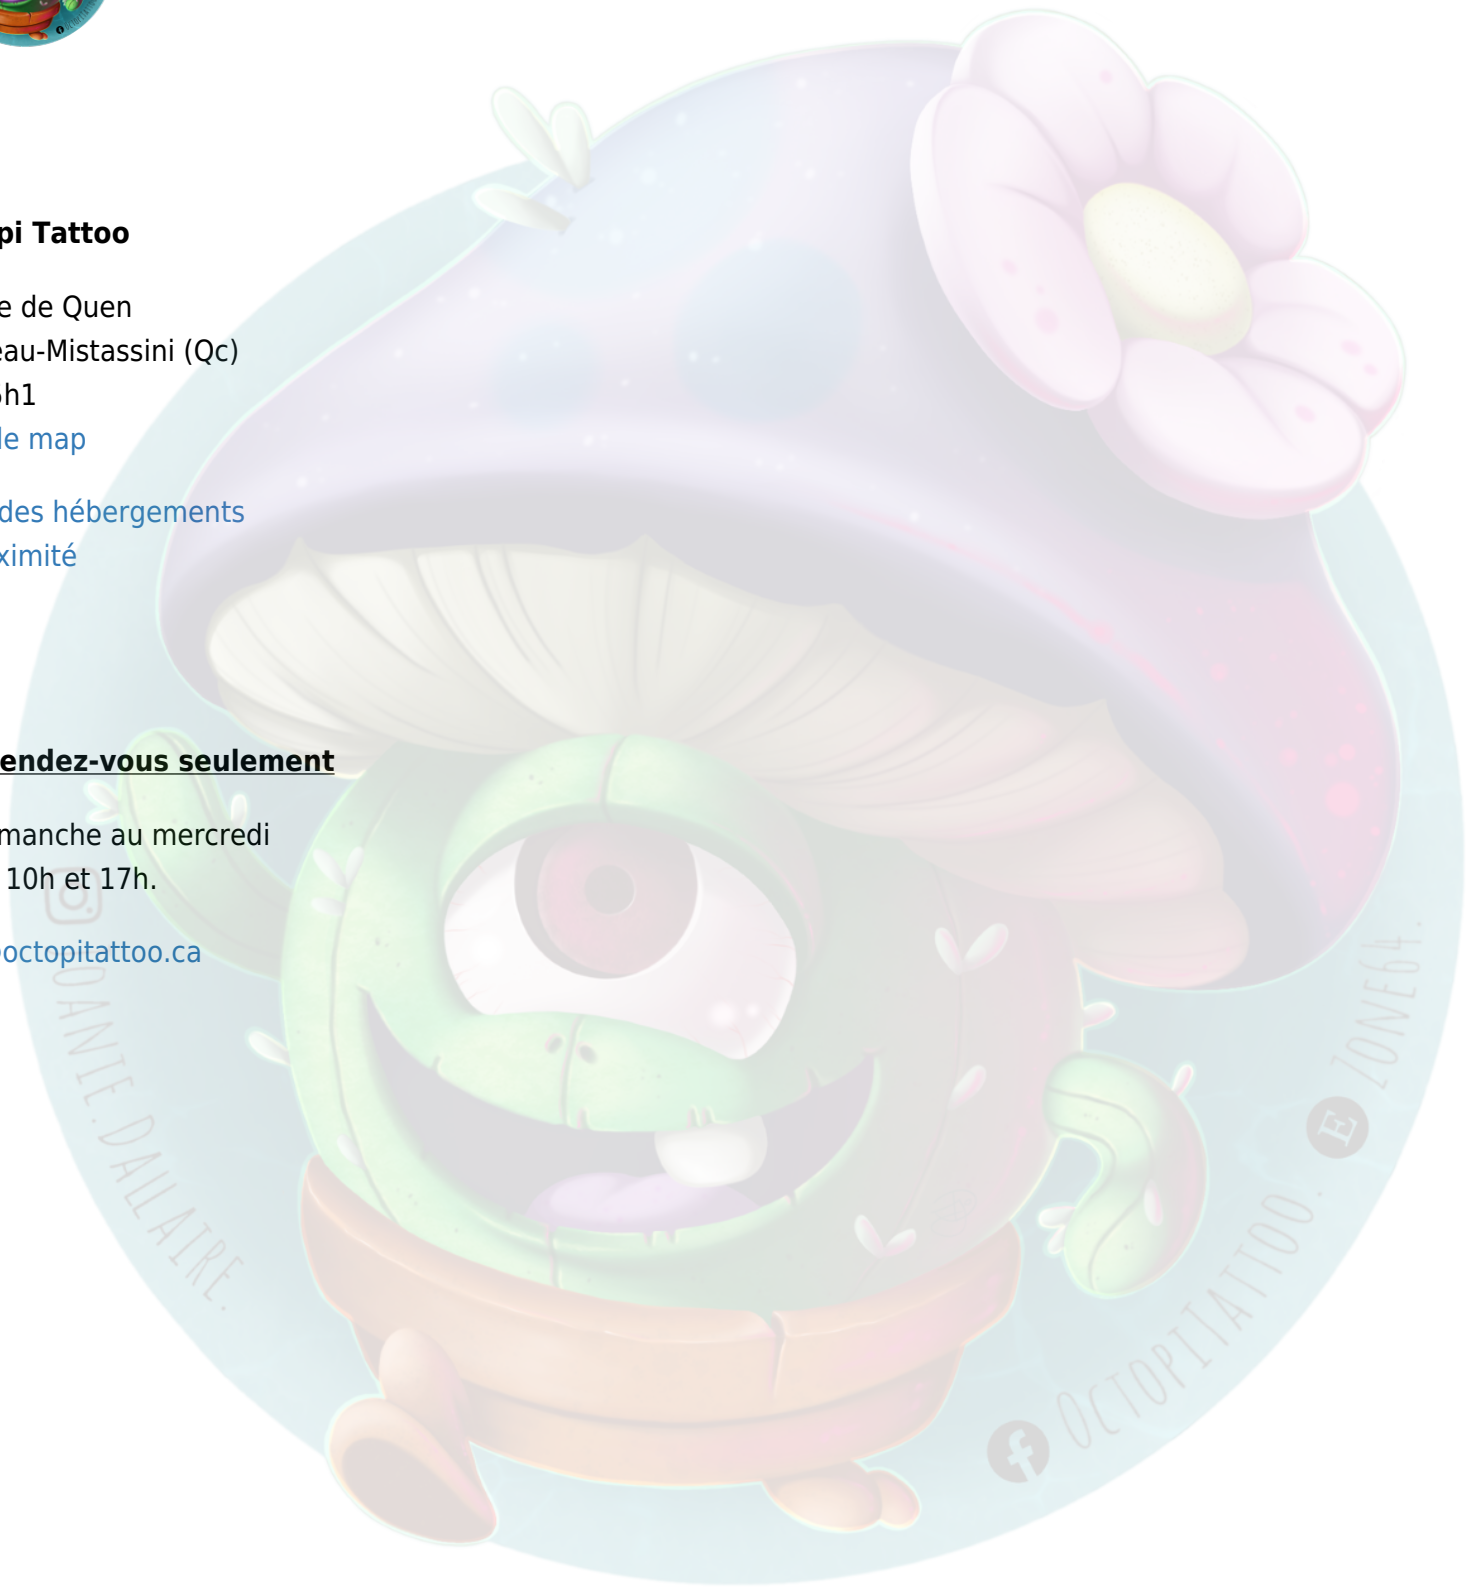 pi Tattoo
e de Quen
eau-Mistassini (Qc)
h1
le map
des hébergements
ximité
endez-vous seulement
manche au mercredi
10h et 17h.
octopitattoo.ca
OANIE.DALLAIRE.
OCTOPITATTOO.
E ZONE64.